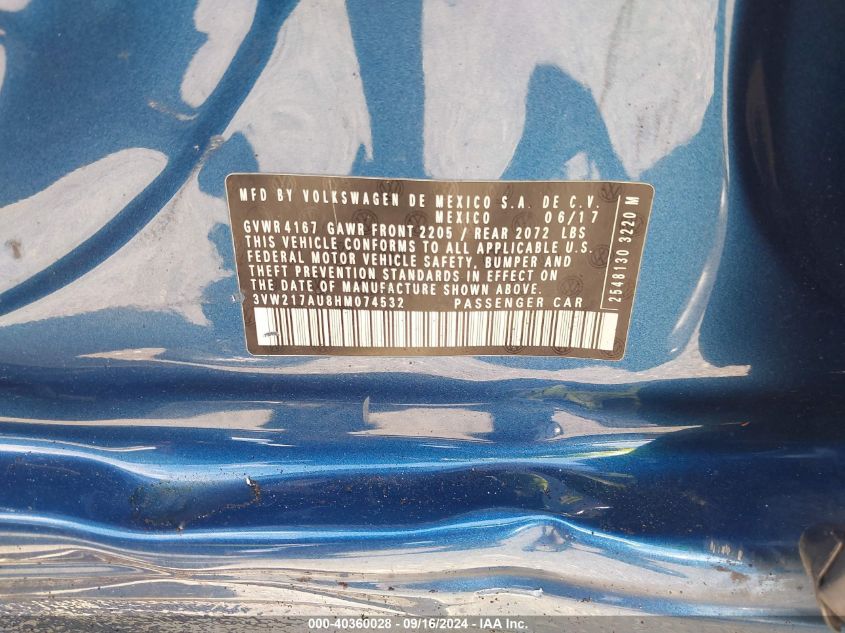 MFD BY VOLKSWAGEN DE MEXICO S.A. DE C.V.
MEXICO 06/17
GVWR 4167 GAWR FRONT 2205 / REAR 2072 LBS
THIS VEHICLE CONFORMS TO ALL APPLICABLE U.S.
FEDERAL MOTOR VEHICLE SAFETY, BUMPER AND
THEFT PREVENTION STANDARDS IN EFFECT ON
THE DATE OF MANUFACTURE SHOWN ABOVE.
3VW217AU8HM074532 PASSENGER CAR
2548130 3220 M
000-40360028 - 09/16/2024 - IAA